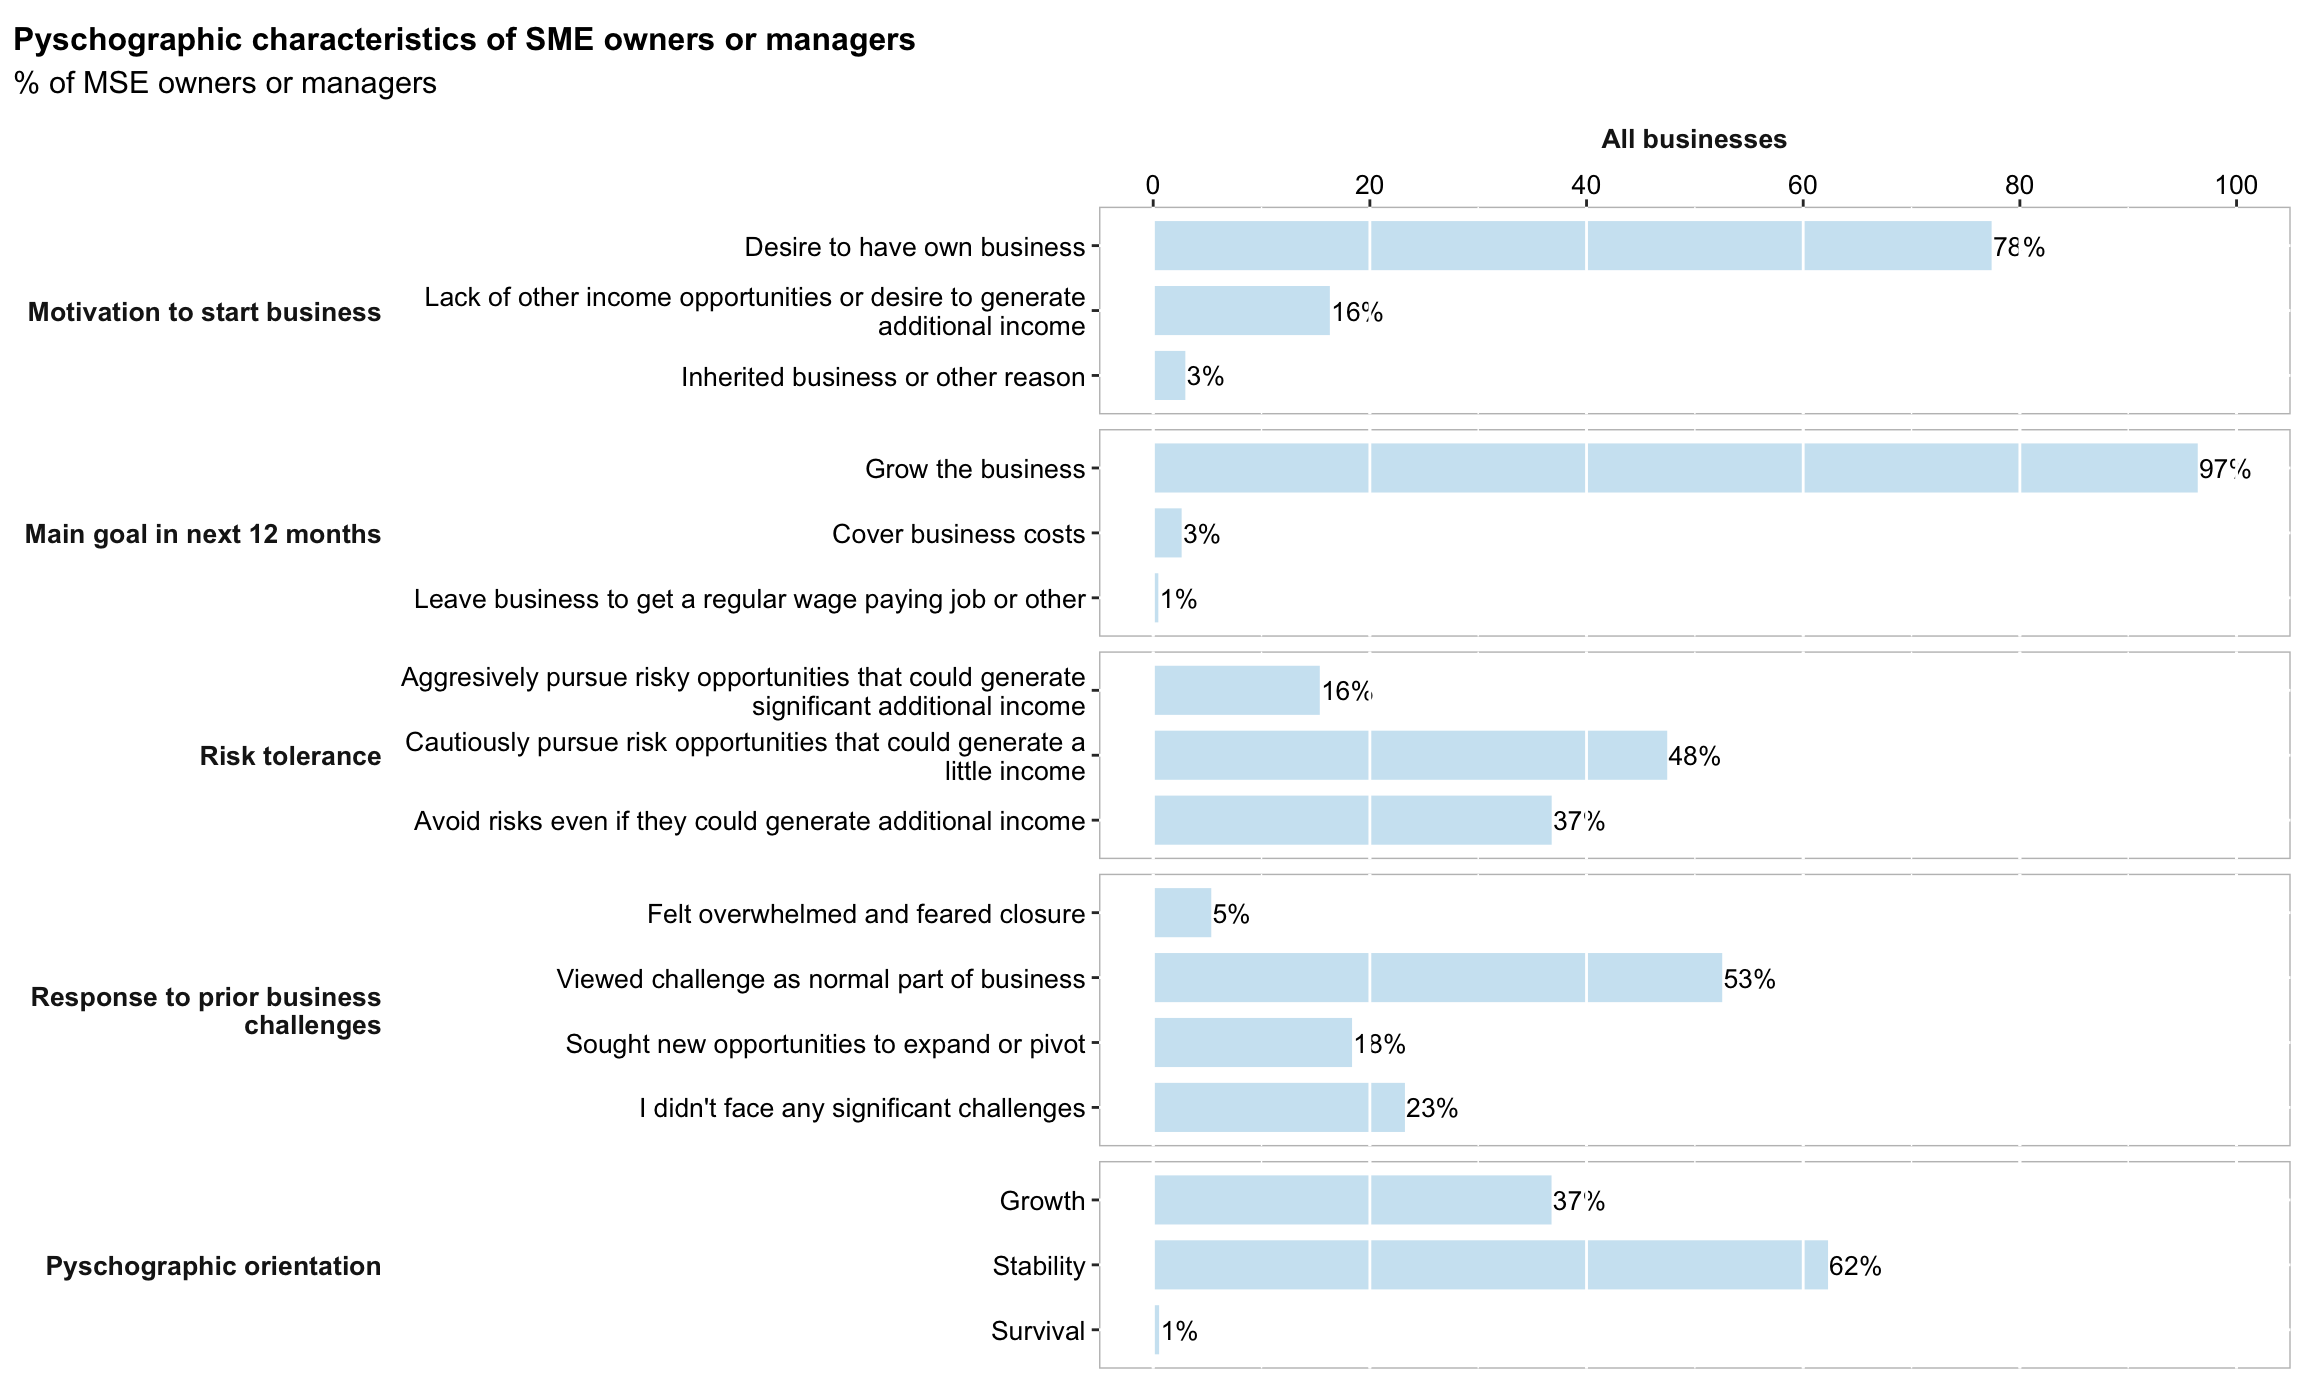 Pyschographic characteristics of SME owners or managers
% of MSE owners or managers
All businesses
0 20 40 60 80 100
Motivation to start business
Desire to have own business 78%
Lack of other income opportunities or desire to generate
additional income 16%
Inherited business or other reason 3%
Main goal in next 12 months
Grow the business 97%
Cover business costs 3%
Leave business to get a regular wage paying job or other 1%
Risk tolerance
Aggresively pursue risky opportunities that could generate
significant additional income 16%
Cautiously pursue risk opportunities that could generate a
little income 48%
Avoid risks even if they could generate additional income 37%
Response to prior business
challenges
Felt overwhelmed and feared closure 5%
Viewed challenge as normal part of business 53%
Sought new opportunities to expand or pivot 18%
I didn't face any significant challenges 23%
Pyschographic orientation
Growth 37%
Stability 62%
Survival 1%